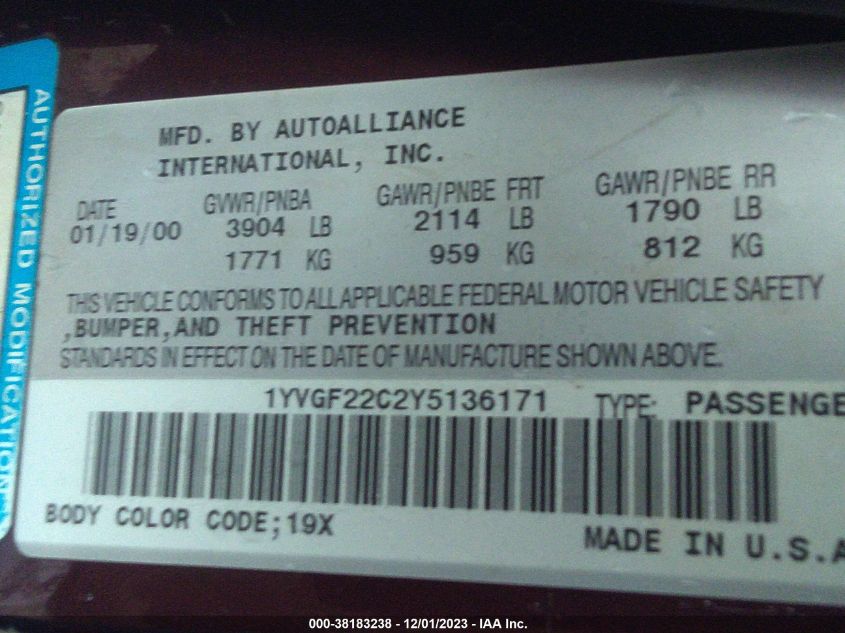 AUTHORIZED MODIFICATION
MFD. BY AUTOALLIANCE
INTERNATIONAL, INC.
DATE GVWR/PNBA GAWR/PNBE FRT GAWR/PNBE RR
01/19/00 3904 LB 2114 LB 1790 LB
1771 KG 959 KG 812 KG
THIS VEHICLE CONFORMS TO ALL APPLICABLE FEDERAL MOTOR VEHICLE SAFETY
,BUMPER,AND THEFT PREVENTION
STANDARDS IN EFFECT ON THE DATE OF MANUFACTURE SHOWN ABOVE.
1YVGF22C2Y5136171 TYPE: PASSENGE
BODY COLOR CODE;19X MADE IN U.S.A
000-38183238 - 12/01/2023 - IAA Inc.